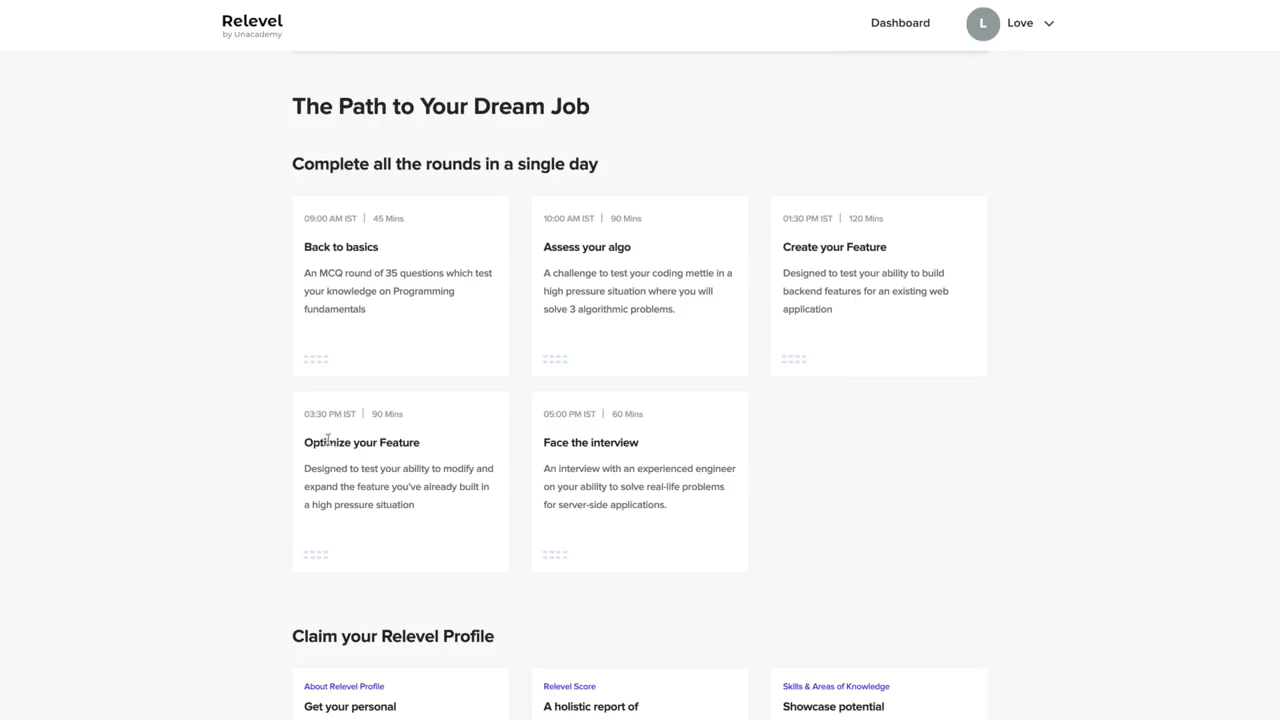 Relevel
by Unacademy
Dashboard
L
Love
The Path to Your Dream Job
Complete all the rounds in a single day
09:00 AM IST | 45 Mins
Back to basics
An MCQ round of 35 questions which test
your knowledge on Programming
fundamentals
10:00 AM IST | 90 Mins
Assess your algo
A challenge to test your coding mettle in a
high pressure situation where you will
solve 3 algorithmic problems.
01:30 PM IST | 120 Mins
Create your Feature
Designed to test your ability to build
backend features for an existing web
application
03:30 PM IST | 90 Mins
Optimize your Feature
Designed to test your ability to modify and
expand the feature you've already built in
a high pressure situation
05:00 PM IST | 60 Mins
Face the interview
An interview with an experienced engineer
on your ability to solve real-life problems
for server-side applications.
Claim your Relevel Profile
About Relevel Profile
Get your personal
Relevel Score
A holistic report of
Skills & Areas of Knowledge
Showcase potential